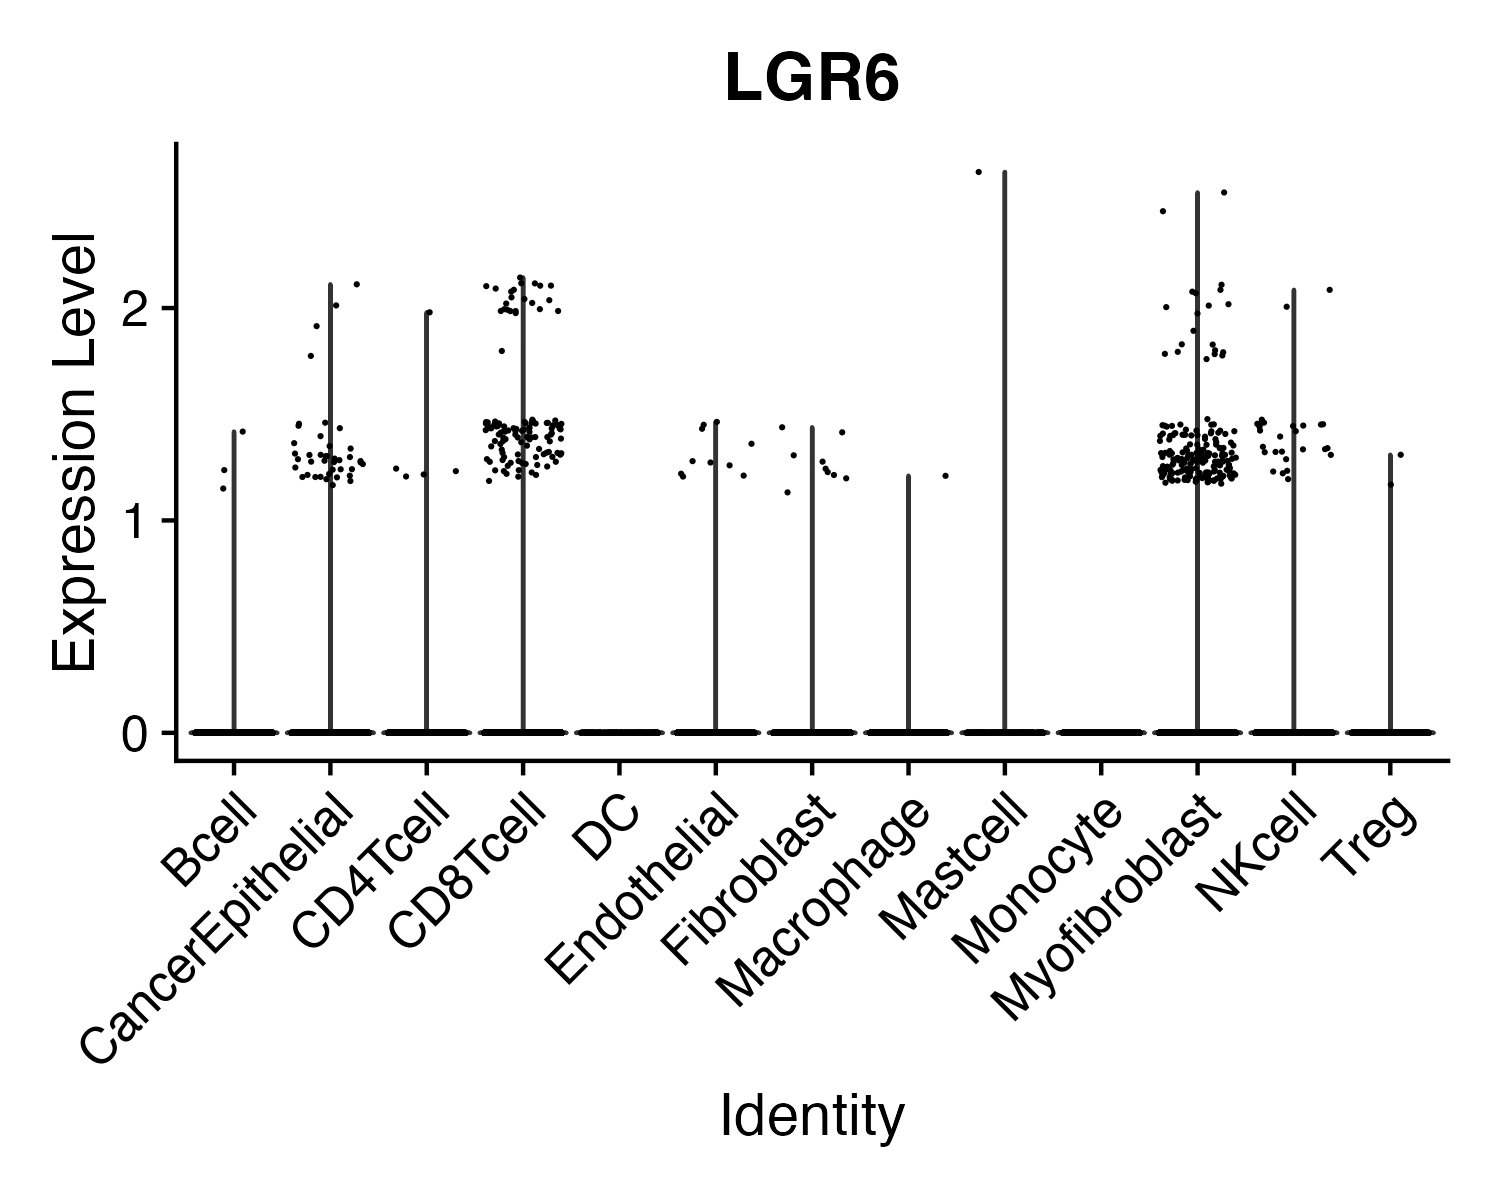 LGR6
Expression Level
2
1
0
Bcell
CancerEpithelial
CD4Tcell
CD8Tcell
DC
Endothelial
Fibroblast
Macrophage
Mastcell
Monocyte
Myofibroblast
NKcell
Treg
Identity